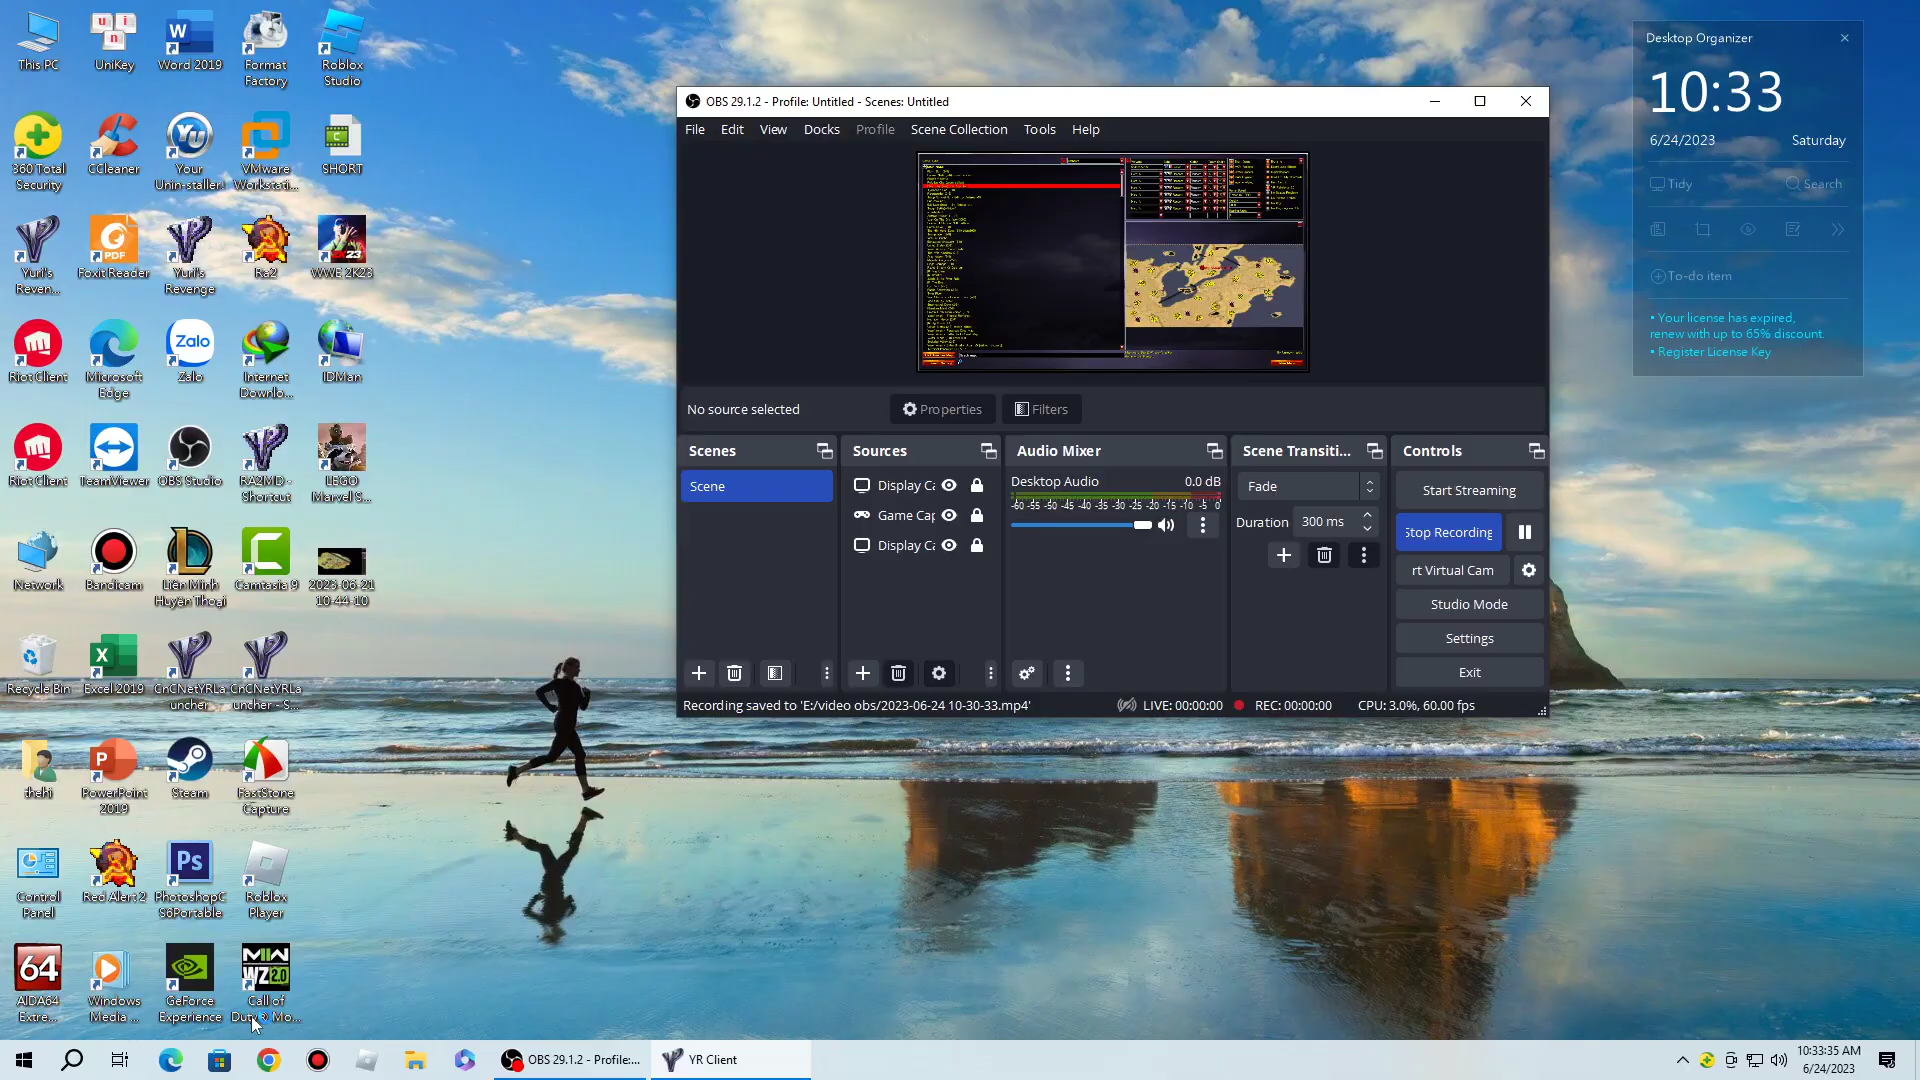 This PC
UniKey
Word 2019
Format
Factory
Roblox
Studio
360 Total
Security
CCleaner
Your
Unin-staller!
VMware
Workstati...
SHORT
Yuri's
Reven...
Foxit Reader
Yuri's
Revenge
Ra2
WWE 2K23
Riot Client
Microsoft
Edge
Zalo
Internet
Downlo...
IDMan
Riot Client
TeamViewer
OBS Studio
RA2MD -
Shortcut
LEGO
Marvel S...
Network
Bandicam
Liên Minh
Huyền Thoại
Camtasia 9
2023-06-21
10-44-10
Recycle Bin
Excel 2019
CnCNetYRLa
uncher
CnCNetYRLa
uncher - S...
thehi
PowerPoint
2019
Steam
FastStone
Capture
Control
Panel
Red Alert 2
PhotoshopC
S6Portable
Roblox
Player
AIDA64
Extre...
Windows
Media ...
GeForce
Experience
Call of
Duty® Mo...
OBS 29.1.2 - Profile: Untitled - Scenes: Untitled
File Edit View Docks Profile Scene Collection Tools Help
No source selected
Properties
Filters
Scenes
Scene
Sources
Display Ca
Game Cap
Display Ca
Audio Mixer
Desktop Audio 0.0 dB
-60 -55 -50 -45 -40 -35 -30 -25 -20 -15 -10 -5 0
Scene Transiti...
Fade
Duration 300 ms
Controls
Start Streaming
Stop Recording
rt Virtual Cam
Studio Mode
Settings
Exit
Recording saved to 'E:/video obs/2023-06-24 10-30-33.mp4'
LIVE: 00:00:00
REC: 00:00:00
CPU: 3.0%, 60.00 fps
Desktop Organizer
10:33
6/24/2023 Saturday
Tidy Search
To-do item
• Your license has expired,
renew with up to 65% discount.
• Register License Key
OBS 29.1.2 - Profile:...
YR Client
10:33:35 AM
6/24/2023